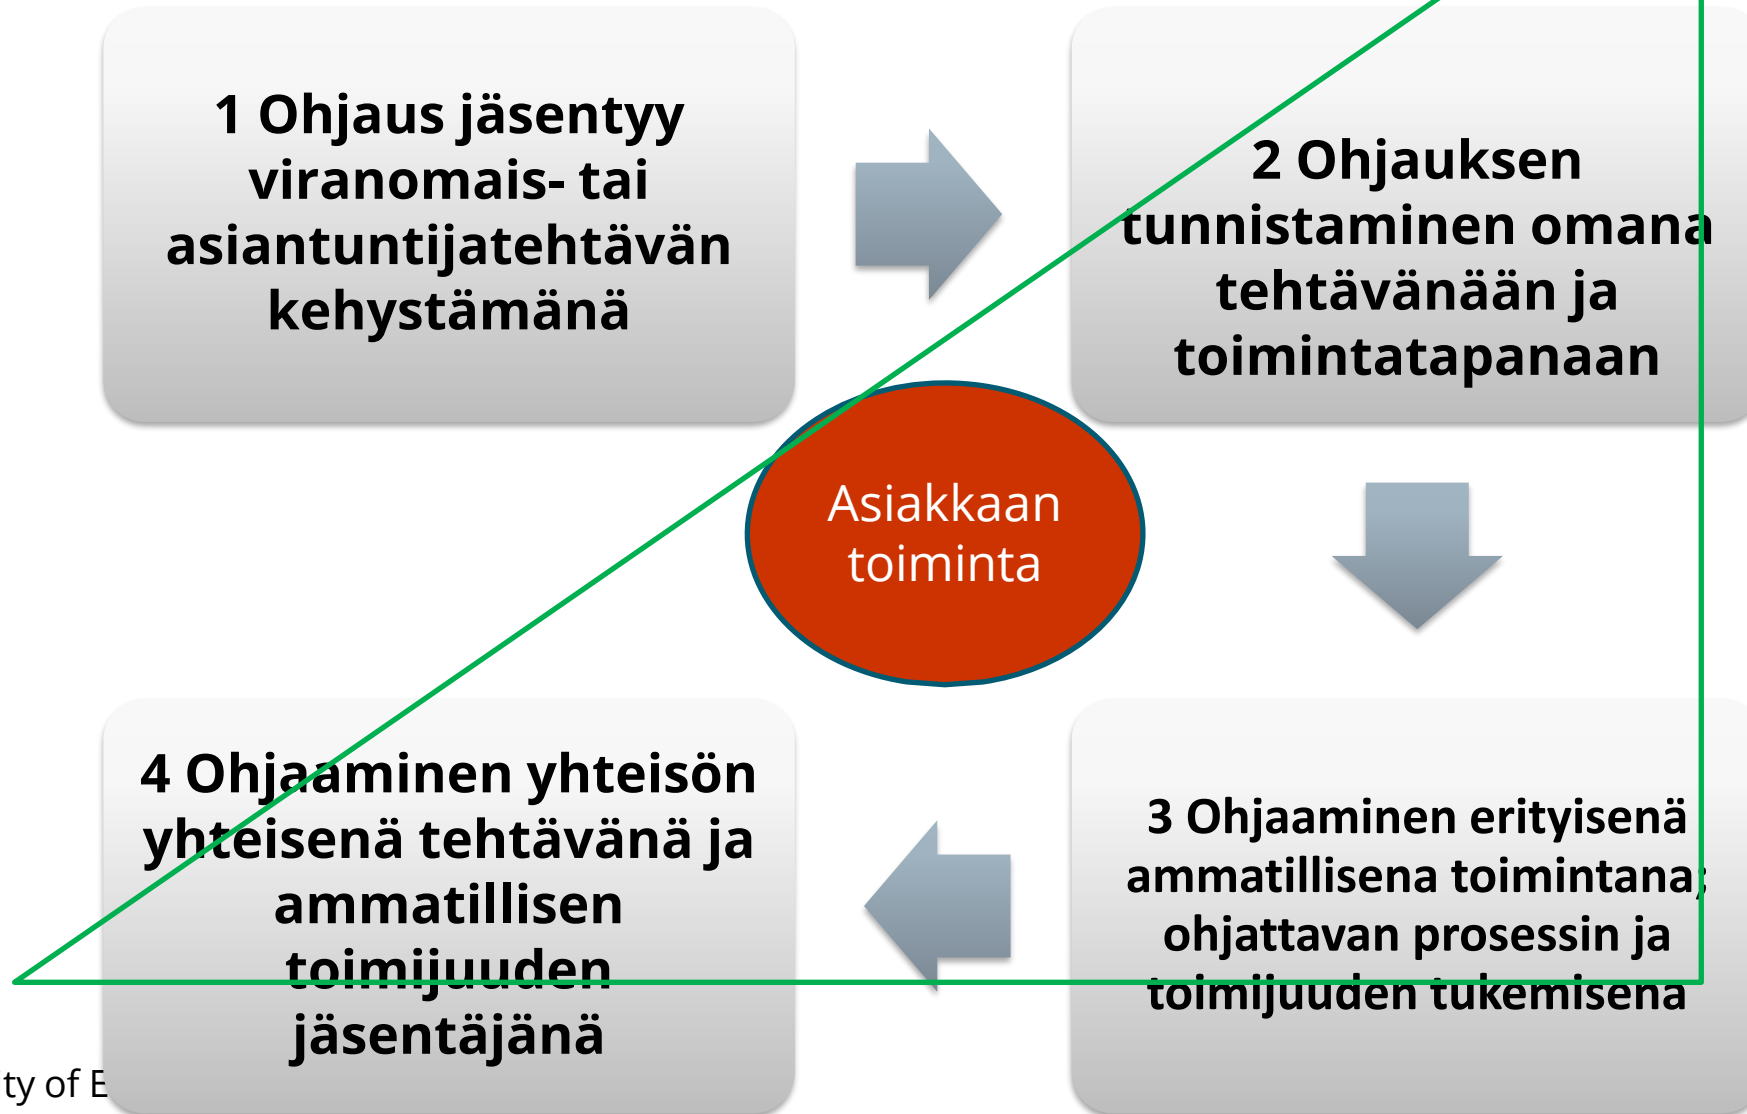 1 Ohjaus jäsentyy
viranomais- tai
asiantuntijatehtävän
kehystämänä
2 Ohjauksen
tunnistaminen omana
tehtävänään ja
toimintatapanaan
Asiakkaan
toiminta
3 Ohjaaminen erityisenä
ammatillisena toimintana;
ohjattavan prosessin ja
toimijuuden tukemisena
4 Ohjaaminen yhteisön
yhteisenä tehtävänä ja
ammatillisen
toimijuuden
jäsentäjänä
ty of E